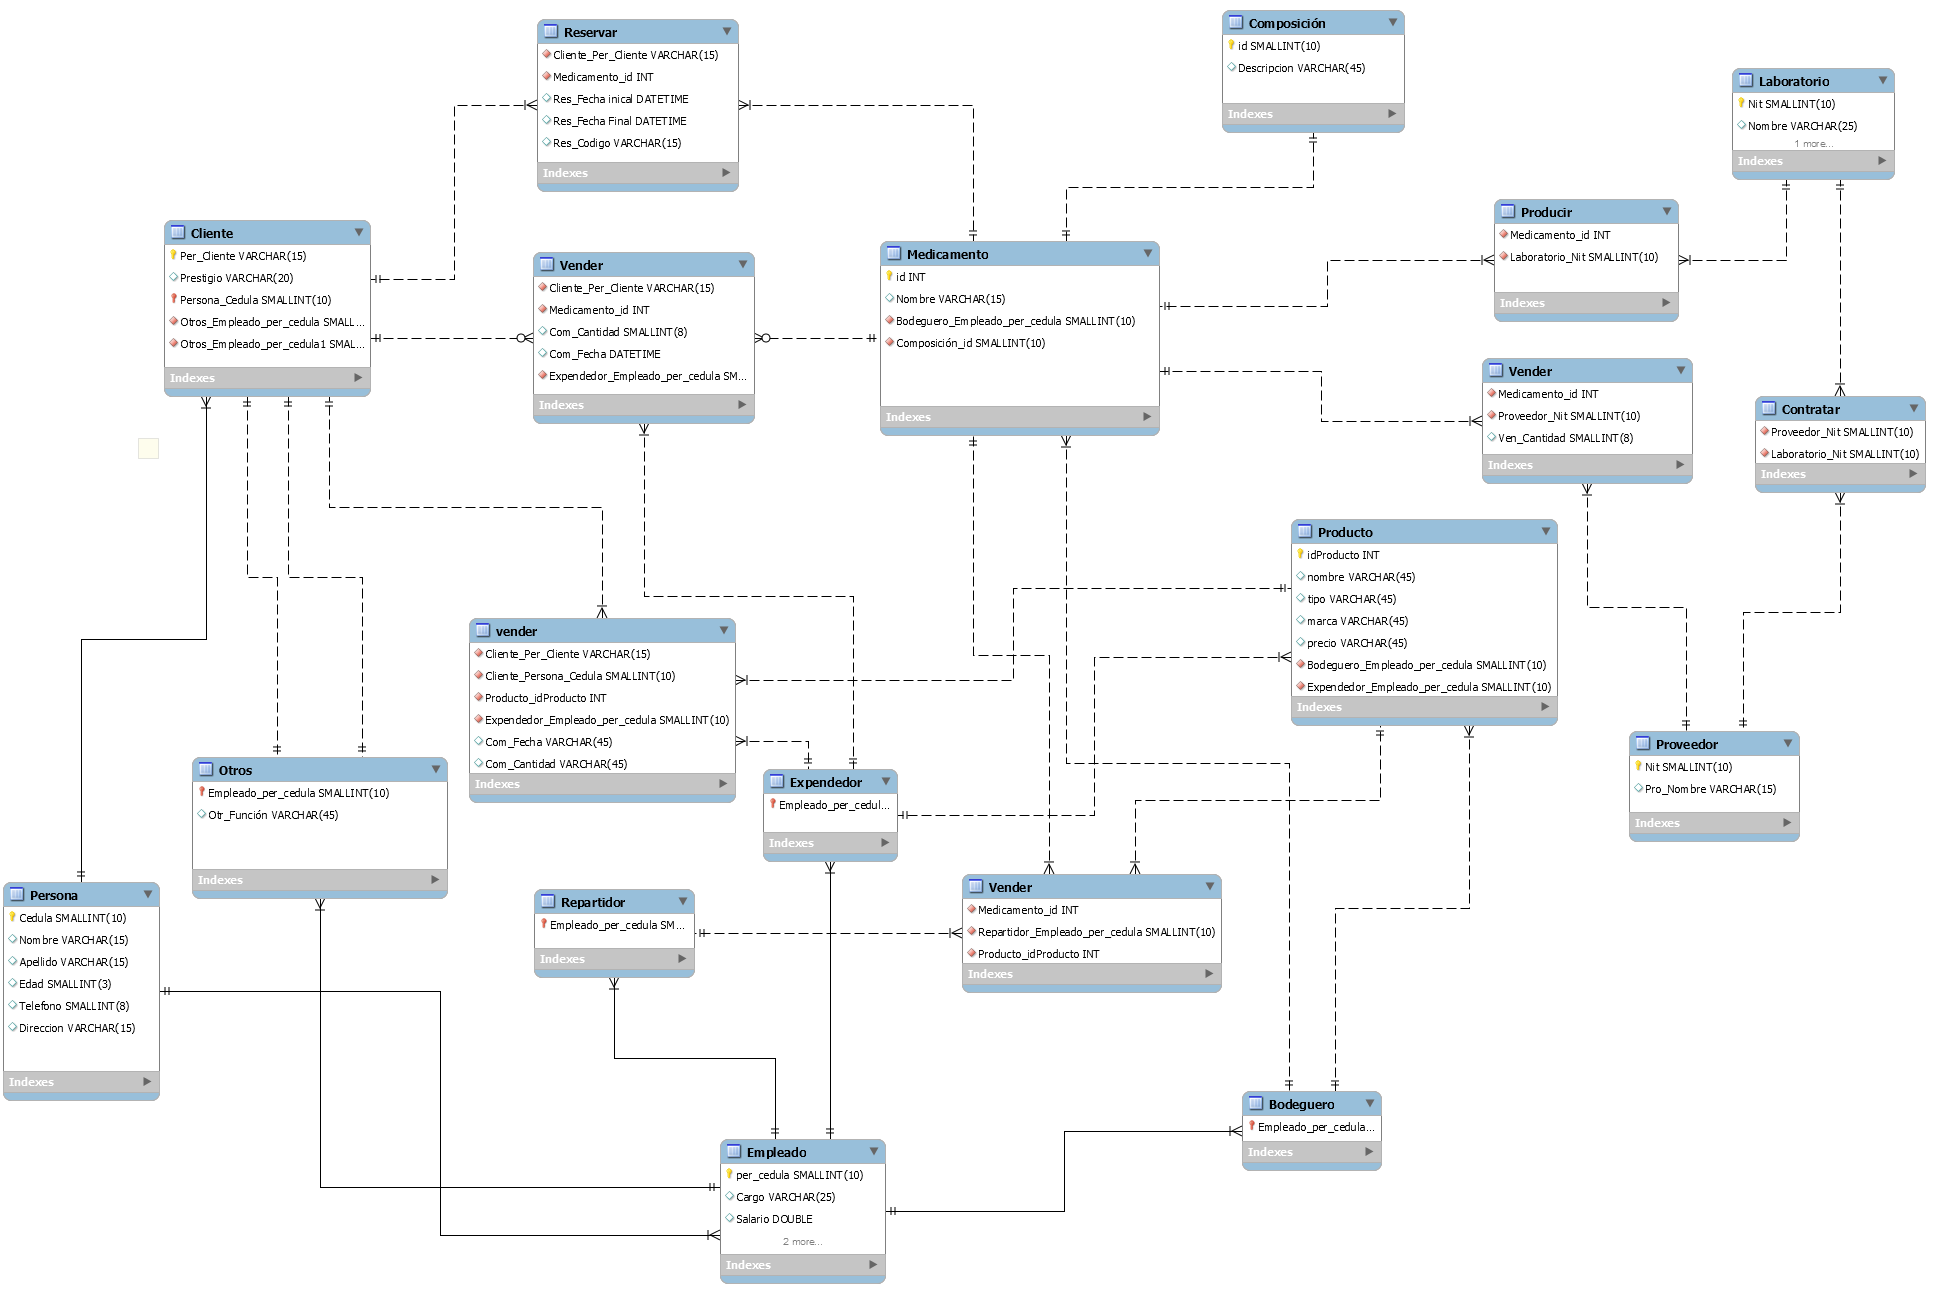 Reservar
Cliente_Per_Cliente VARCHAR(15)
Medicamento_id INT
Res_Fecha inical DATETIME
Res_Fecha Final DATETIME
Res_Codigo VARCHAR(15)
Indexes
Composición
id SMALLINT(10)
Descripcion VARCHAR(45)
Indexes
Laboratorio
Nit SMALLINT(10)
Nombre VARCHAR(25)
1 more...
Indexes
Cliente
Per_Cliente VARCHAR(15)
Prestigio VARCHAR(20)
Persona_Cedula SMALLINT(10)
Otros_Empleado_per_cedula SMALL...
Otros_Empleado_per_cedula1 SMAL...
Indexes
Vender
Cliente_Per_Cliente VARCHAR(15)
Medicamento_id INT
Com_Cantidad SMALLINT(8)
Com_Fecha DATETIME
Expendedor_Empleado_per_cedula SM...
Indexes
Medicamento
id INT
Nombre VARCHAR(15)
Bodeguero_Empleado_per_cedula SMALLINT(10)
Composición_id SMALLINT(10)
Indexes
Producir
Medicamento_id INT
Laboratorio_Nit SMALLINT(10)
Indexes
Vender
Medicamento_id INT
Proveedor_Nit SMALLINT(10)
Ven_Cantidad SMALLINT(8)
Indexes
Contratar
Proveedor_Nit SMALLINT(10)
Laboratorio_Nit SMALLINT(10)
Indexes
Producto
idProducto INT
nombre VARCHAR(45)
tipo VARCHAR(45)
marca VARCHAR(45)
precio VARCHAR(45)
Bodeguero_Empleado_per_cedula SMALLINT(10)
Expendedor_Empleado_per_cedula SMALLINT(10)
Indexes
vender
Cliente_Per_Cliente VARCHAR(15)
Cliente_Persona_Cedula SMALLINT(10)
Producto_idProducto INT
Expendedor_Empleado_per_cedula SMALLINT(10)
Com_Fecha VARCHAR(45)
Com_Cantidad VARCHAR(45)
Indexes
Proveedor
Nit SMALLINT(10)
Pro_Nombre VARCHAR(15)
Indexes
Otros
Empleado_per_cedula SMALLINT(10)
Otr_Función VARCHAR(45)
Indexes
Expendedor
Empleado_per_cedul...
Indexes
Persona
Cedula SMALLINT(10)
Nombre VARCHAR(15)
Apellido VARCHAR(15)
Edad SMALLINT(3)
Telefono SMALLINT(8)
Direccion VARCHAR(15)
Indexes
Repartidor
Empleado_per_cedula SM...
Indexes
Vender
Medicamento_id INT
Repartidor_Empleado_per_cedula SMALLINT(10)
Producto_idProducto INT
Indexes
Bodeguero
Empleado_per_cedula...
Indexes
Empleado
per_cedula SMALLINT(10)
Cargo VARCHAR(25)
Salario DOUBLE
2 more...
Indexes